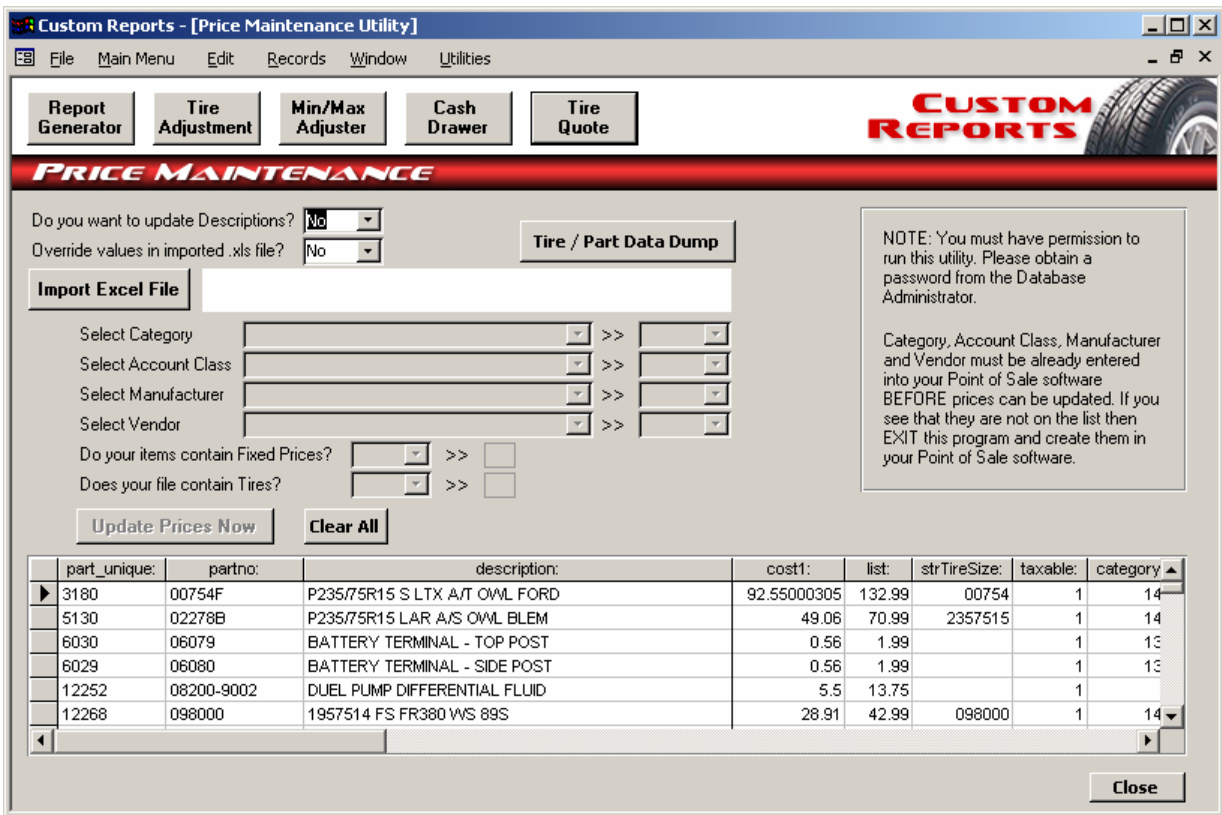 Custom Reports - [Price Maintenance Utility]
File Main Menu Edit Records Window Utilities
Report Generator
Tire Adjustment
Min/Max Adjuster
Cash Drawer
Tire Quote
CUSTOM
REPORTS
PRICE MAINTENANCE
Do you want to update Descriptions? No
Override values in imported .xls file? No
Tire / Part Data Dump
Import Excel File
Select Category >>
Select Account Class >>
Select Manufacturer >>
Select Vendor >>
Do your items contain Fixed Prices? >>
Does your file contain Tires? >>
Update Prices Now Clear All
NOTE: You must have permission to
run this utility. Please obtain a
password from the Database
Administrator.
Category, Account Class, Manufacturer
and Vendor must be already entered
into your Point of Sale software
BEFORE prices can be updated. If you
see that they are not on the list then
EXIT this program and create them in
your Point of Sale software.
part_unique: partno: description: cost1: list: strTireSize: taxable: category
3180 00754F P235/75R15 S LTX A/T OWL FORD 92.55000305 132.99 00754 1 14
5130 02278B P235/75R15 LAR A/S OWL BLEM 49.06 70.99 2357515 1 14
6030 06079 BATTERY TERMINAL - TOP POST 0.56 1.99 1 13
6029 06080 BATTERY TERMINAL - SIDE POST 0.56 1.99 1 13
12252 08200-9002 DUEL PUMP DIFFERENTIAL FLUID 5.5 13.75 1
12268 098000 1957514 FS FR380 WS 89S 28.91 42.99 098000 1 14
Close